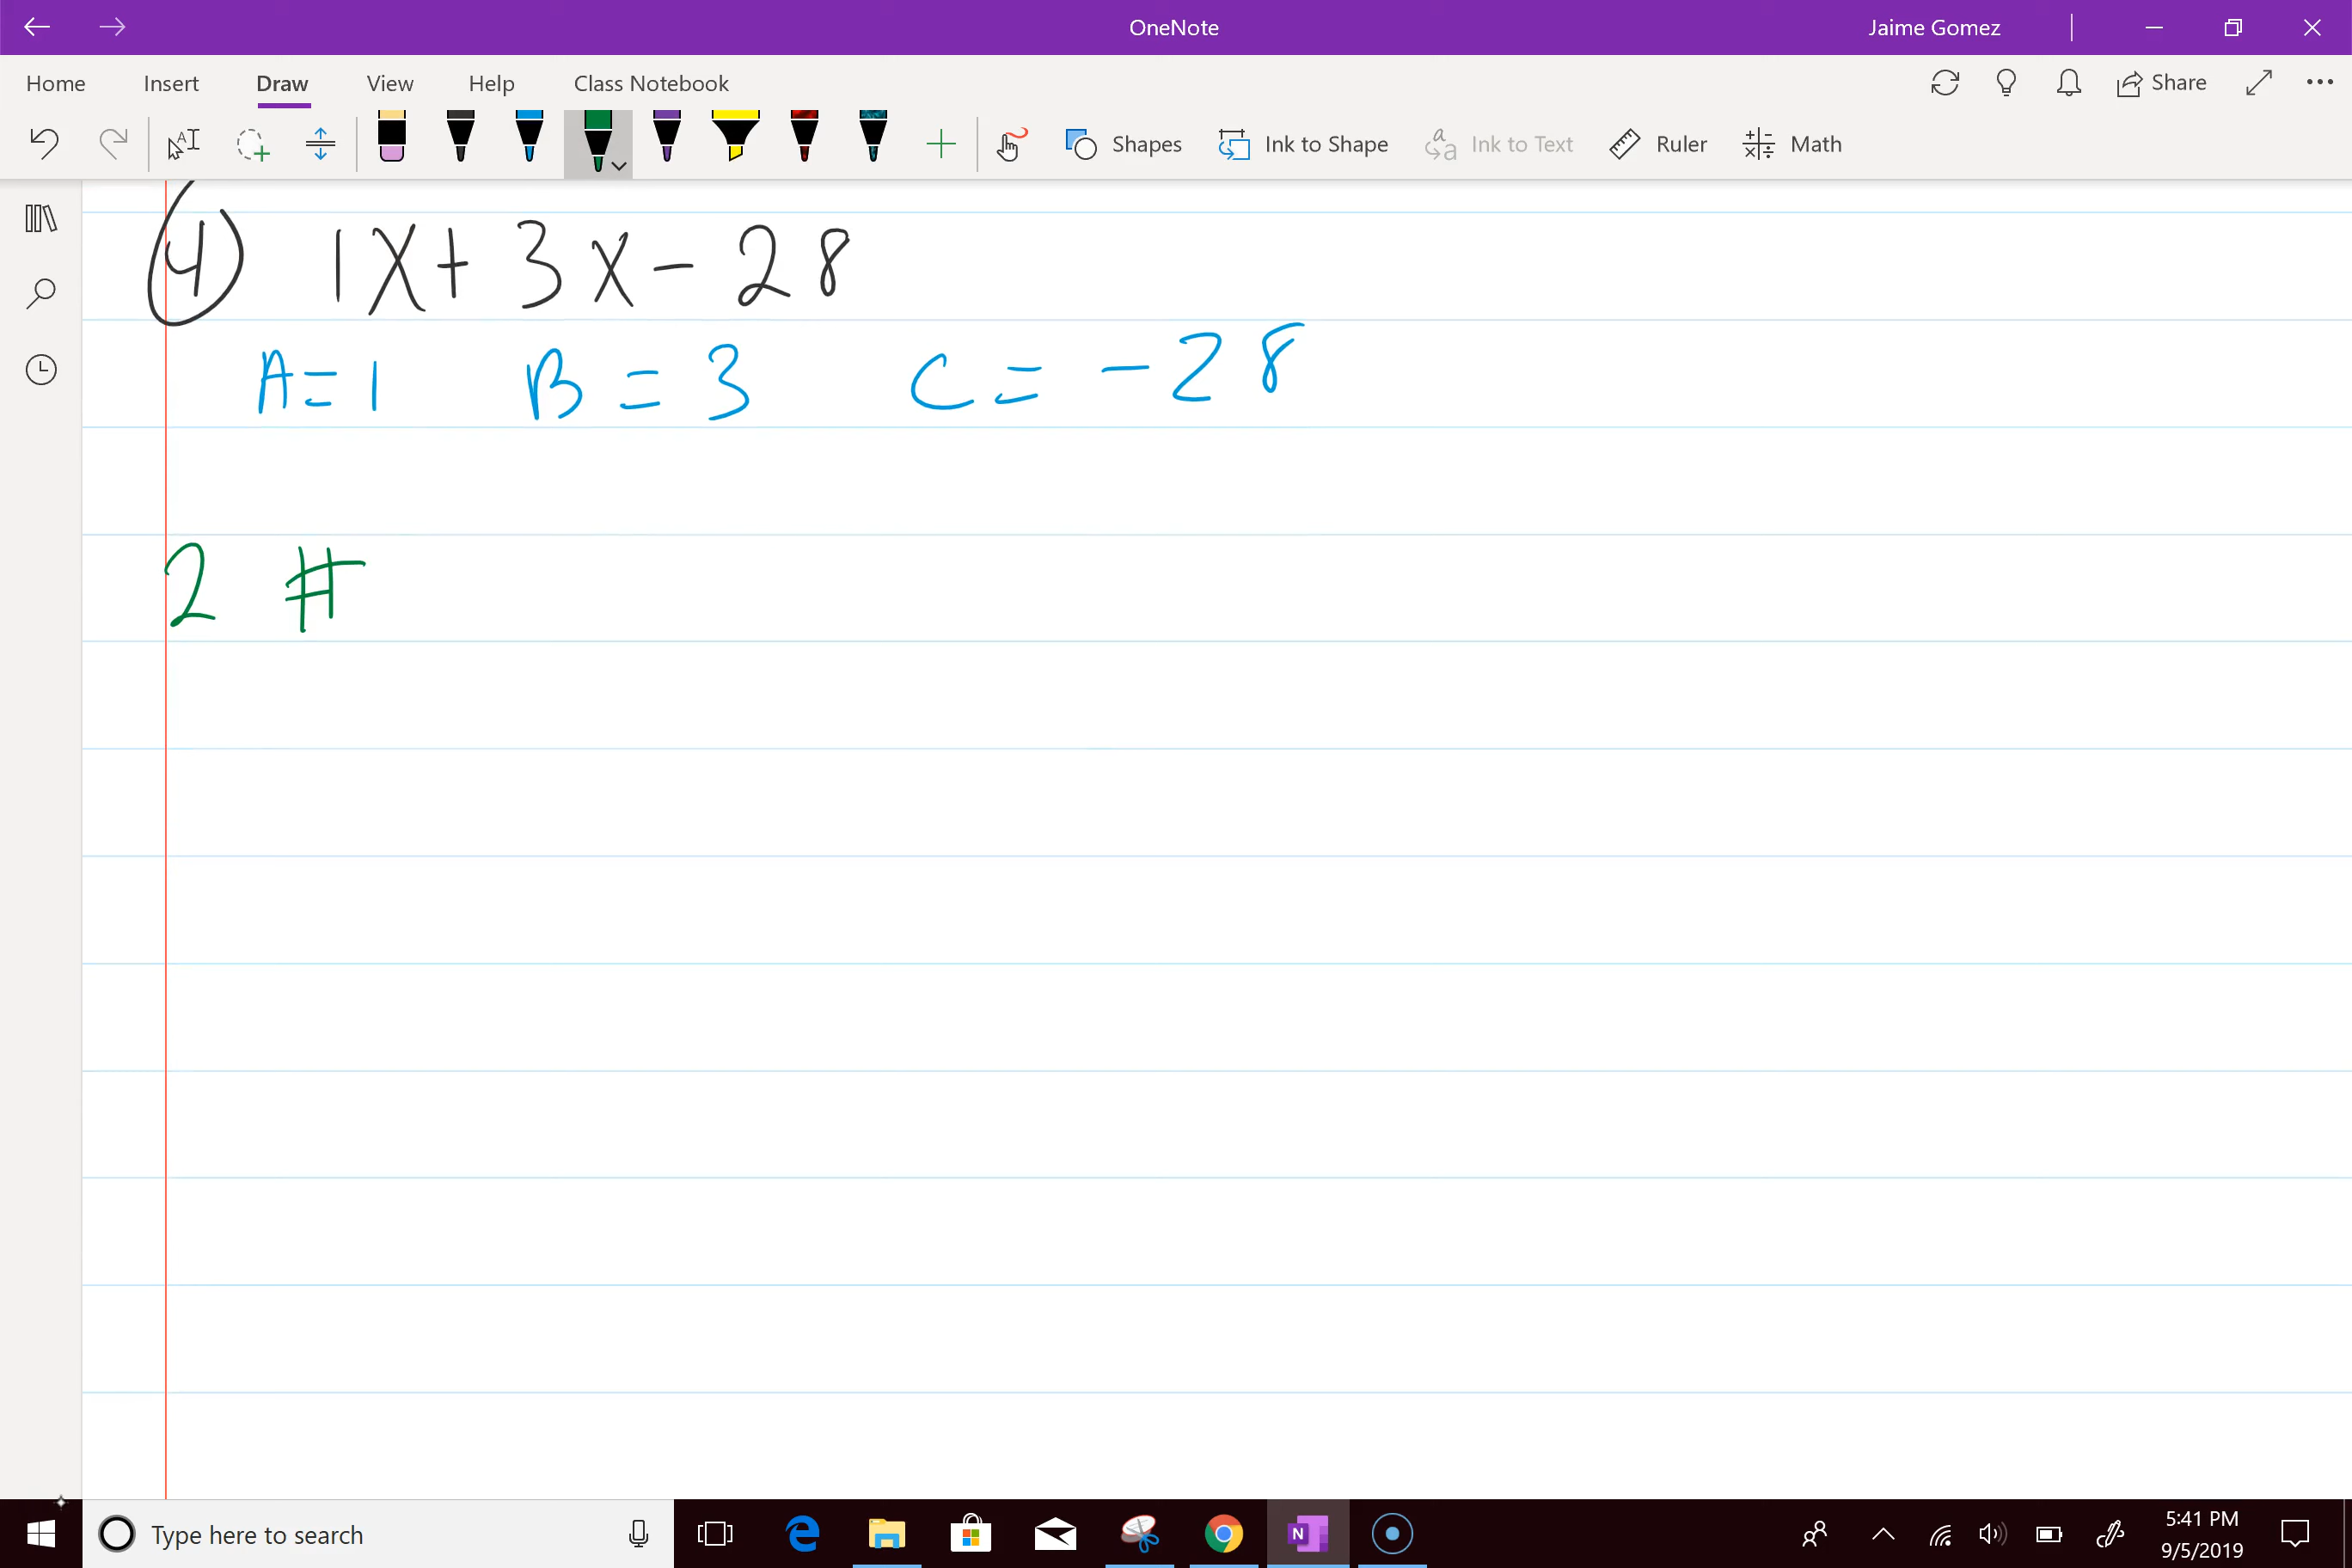 OneNote
Jaime Gomez
Home Insert Draw View Help Class Notebook Share
Shapes Ink to Shape Ink to Text Ruler Math
4) 1X + 3x - 28
A = 1 B = 3 C = - 28
2 #
Type here to search
5:41 PM
9/5/2019